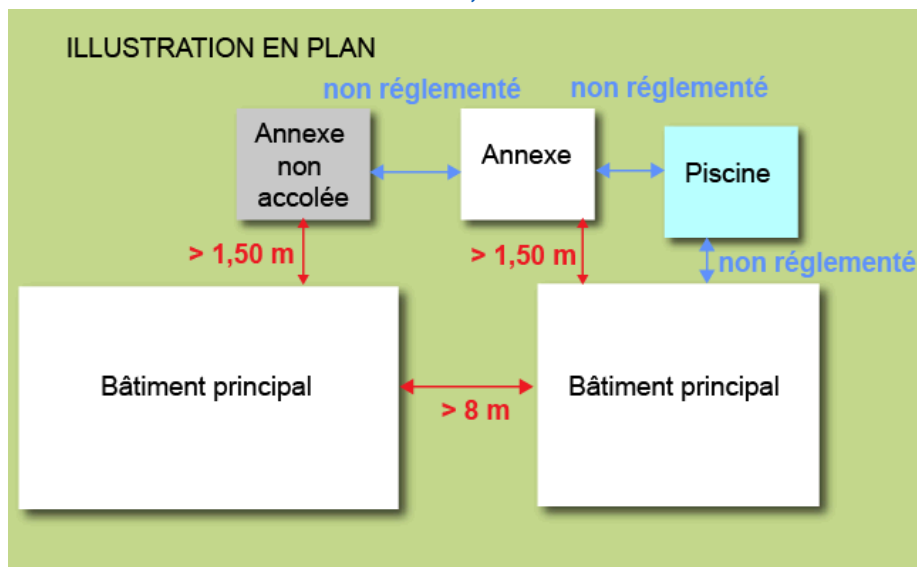 ILLUSTRATION EN PLAN
non réglementé
non réglementé
Annexe
non
accolée
Annexe
Piscine
> 1,50 m
> 1,50 m
non réglementé
Bâtiment principal
Bâtiment principal
> 8 m